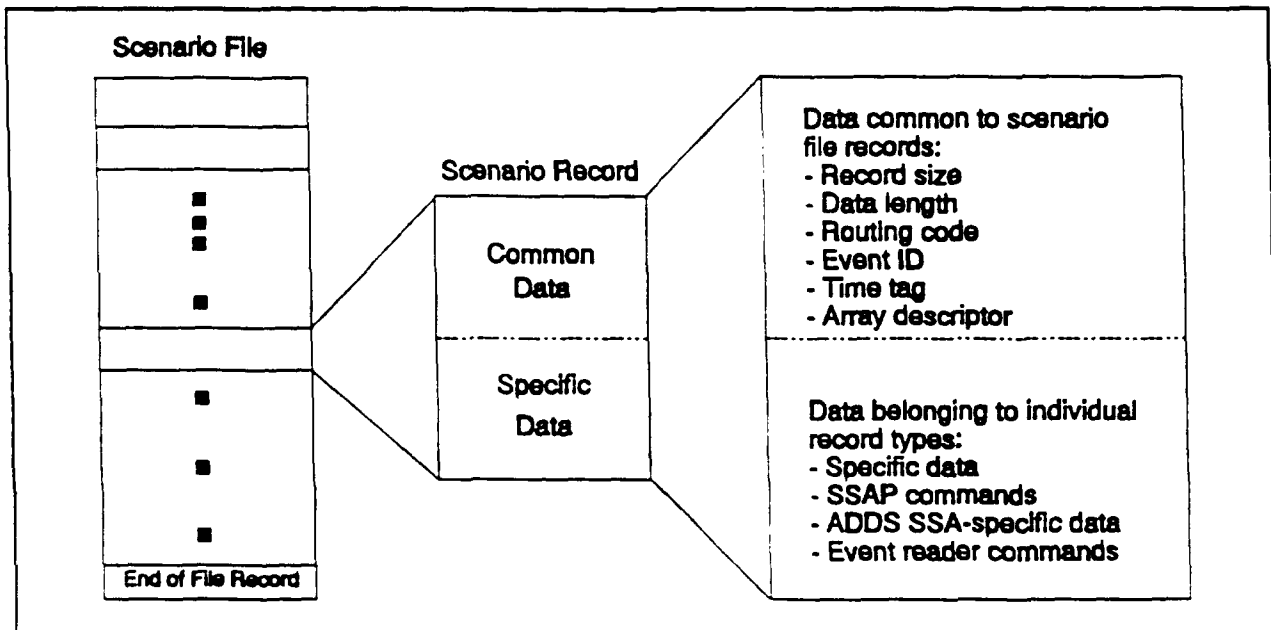 Scenario File
End of File Record
Scenario Record
Common
Data
Specific
Data
Data common to scenario
file records:
- Record size
- Data length
- Routing code
- Event ID
- Time tag
- Array descriptor
Data belonging to individual
record types:
- Specific data
- SSAP commands
- ADDS SSA-specific data
- Event reader commands